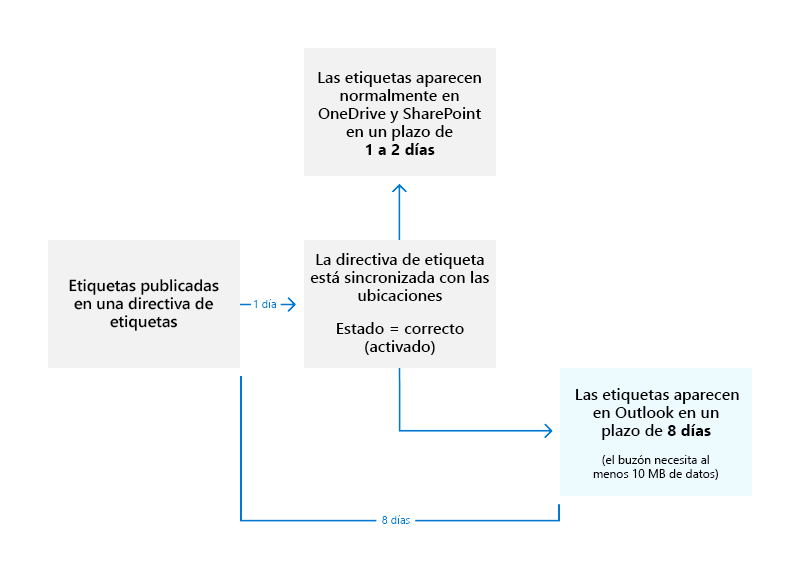 Las etiquetas aparecen
normalmente en
OneDrive y SharePoint
en un plazo de
1 a 2 días
Etiquetas publicadas
en una directiva de
etiquetas
1 día
La directiva de etiqueta
está sincronizada con las
ubicaciones
Estado = correcto
(activado)
Las etiquetas aparecen
en Outlook en un
plazo de 8 días
(el buzón necesita al
menos 10 MB de datos)
8 días